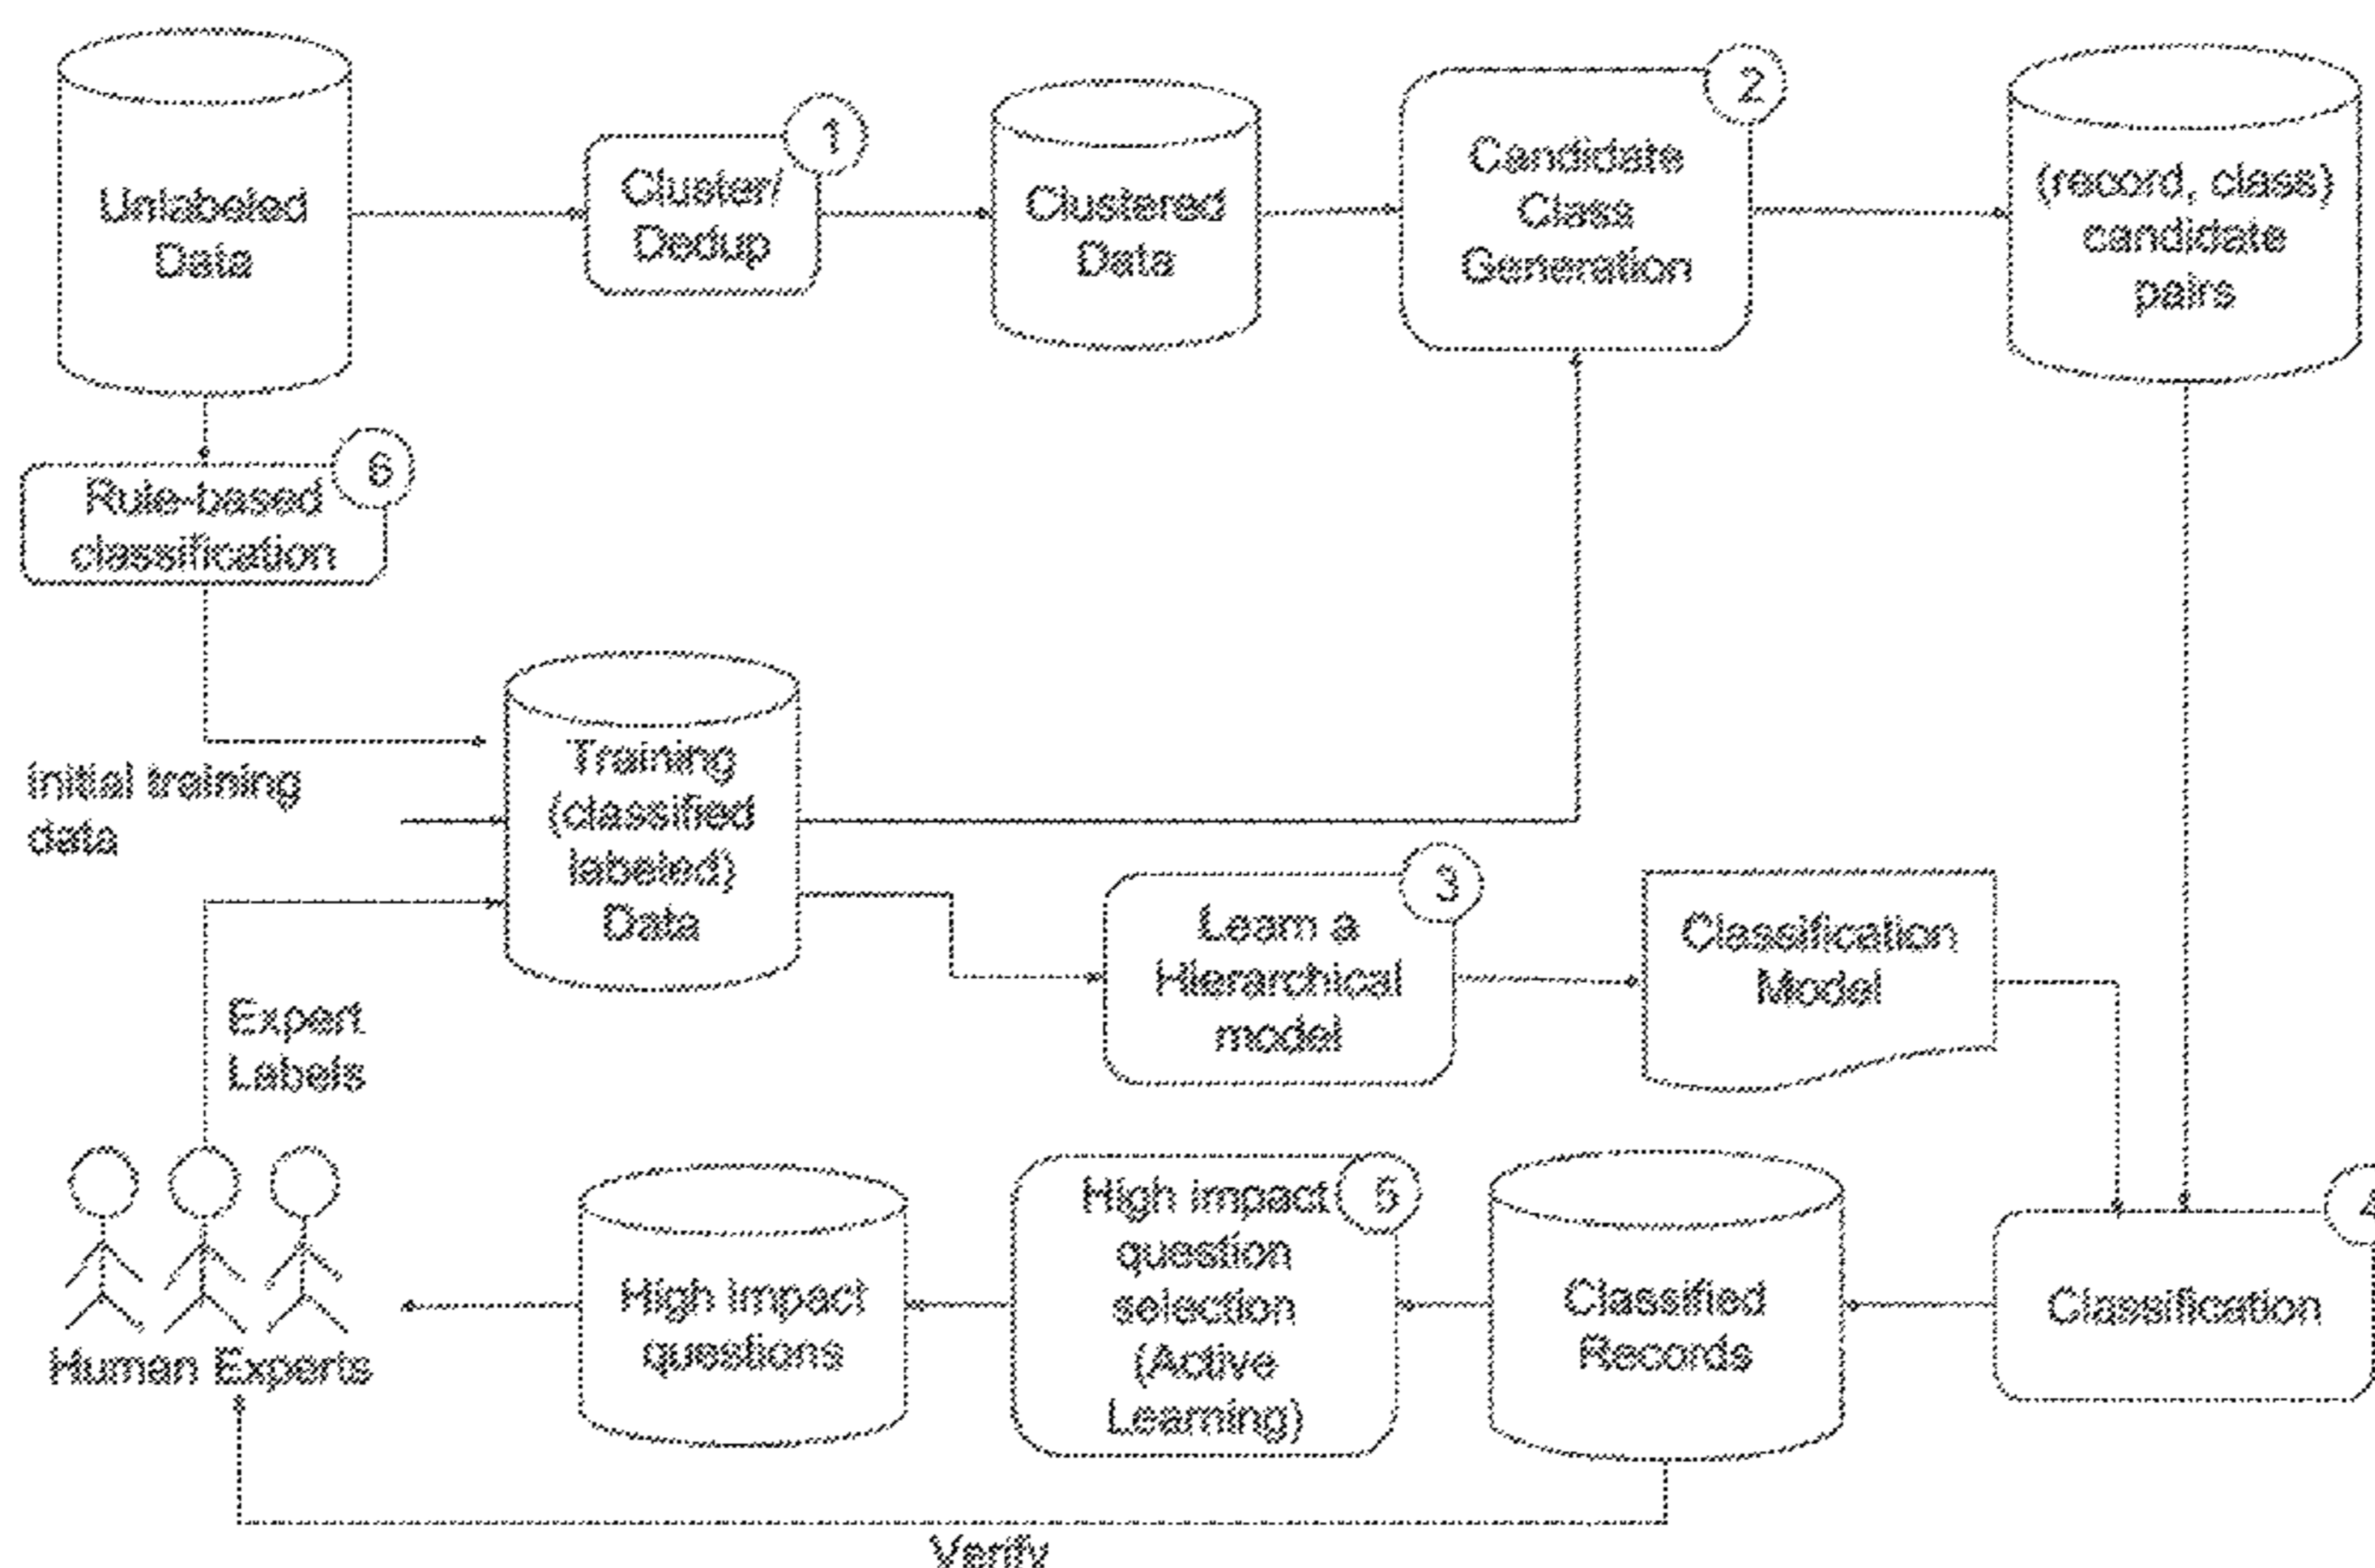 Unlabeled
Data
1
Cluster/
Dedup
Clustered
Data
2
Candidate
Class
Generation
(record, class)
candidate
pairs
6
Rule-based
classification
Initial training
data
Training
(classified
labeled)
Data
3
Learn a
Hierarchical
model
Classification
Model
Expert
Labels
Human Experts
High impact
questions
5
High impact
question
selection
(Active
Learning)
Classified
Records
4
Classification
Verify